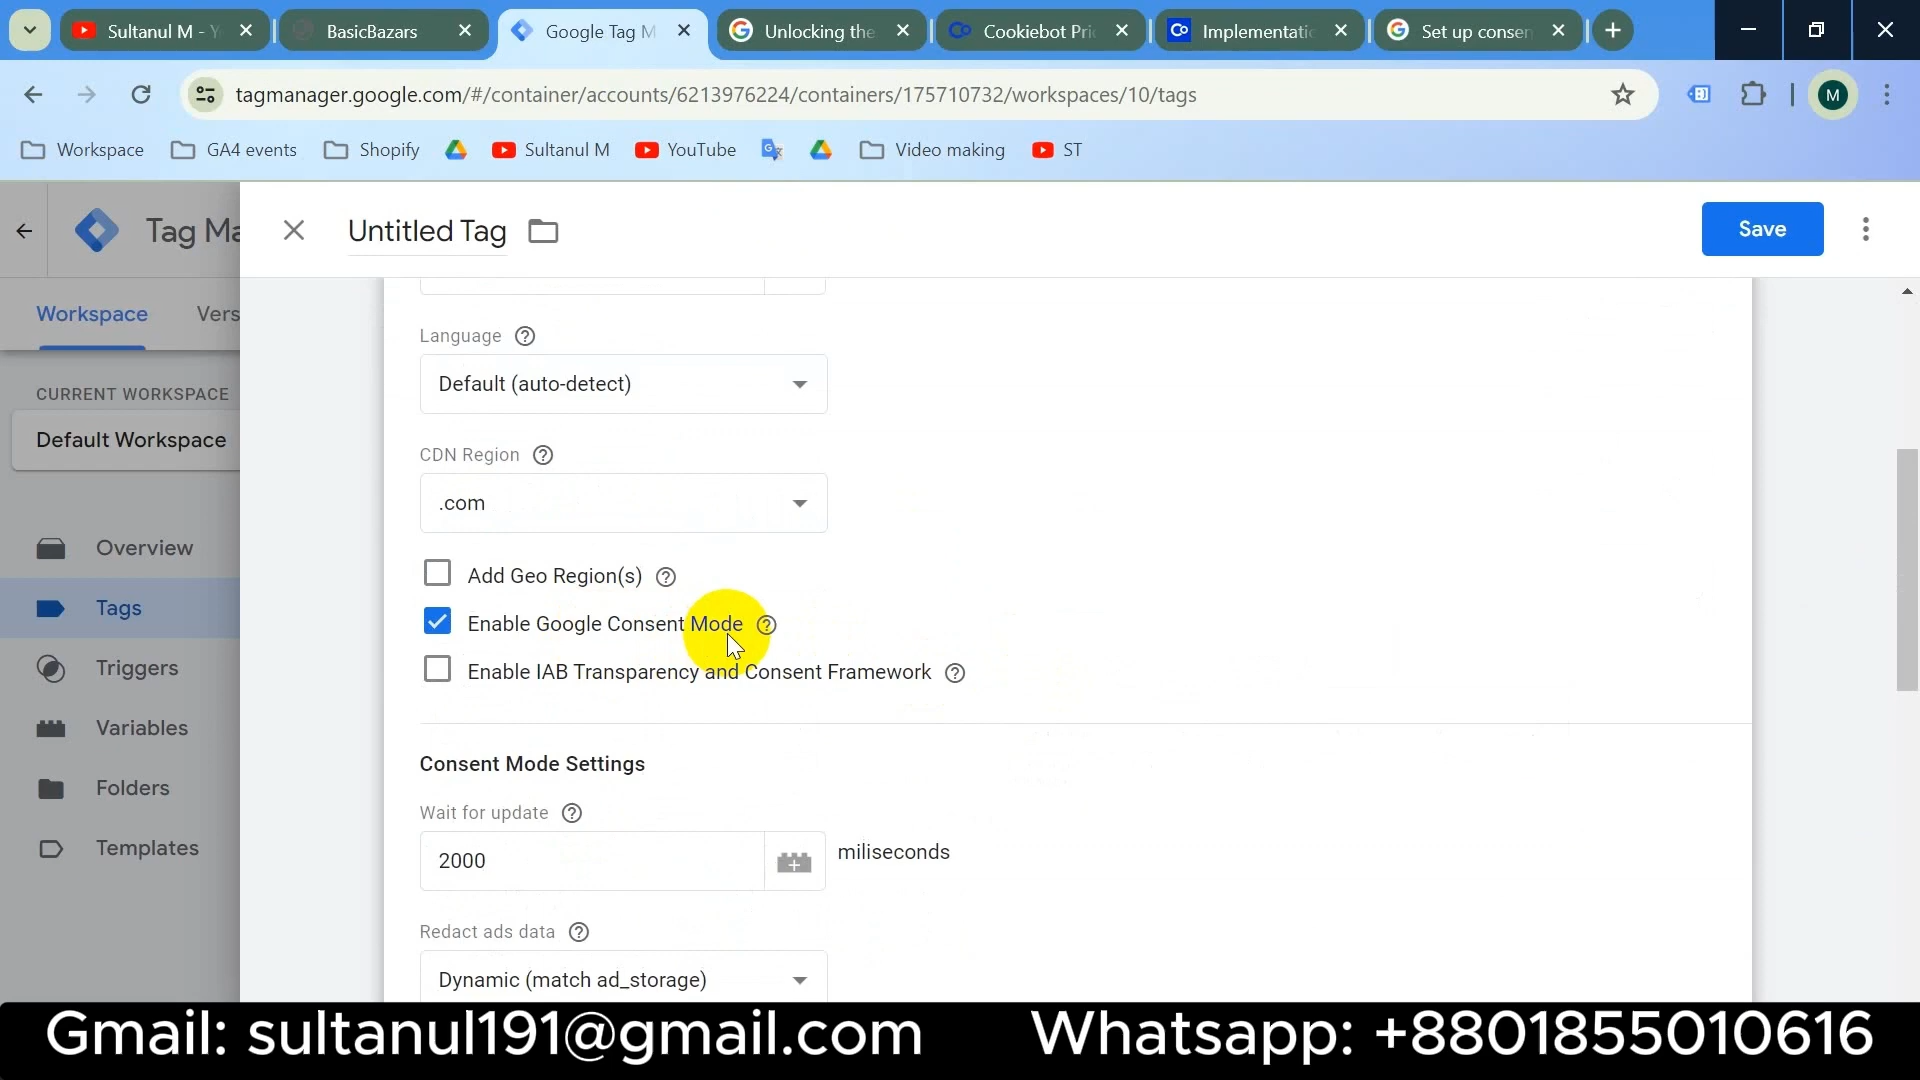 Sultanul M - Y
BasicBazars
Google Tag M
Unlocking the
Cookiebot Pri
Implementati
Set up consen
tagmanager.google.com/#/container/accounts/6213976224/containers/175710732/workspaces/10/tags
M
Workspace
GA4 events
Shopify
Sultanul M
YouTube
Video making
ST
Tag Ma
Untitled Tag
Save
Workspace
Vers
CURRENT WORKSPACE
Default Workspace
Overview
Tags
Triggers
Variables
Folders
Templates
Language
Default (auto-detect)
CDN Region
.com
Add Geo Region(s)
Enable Google Consent Mode
Enable IAB Transparency and Consent Framework
Consent Mode Settings
Wait for update
2000
miliseconds
Redact ads data
Dynamic (match ad_storage)
Gmail: sultanul191@gmail.com
Whatsapp: +8801855010616